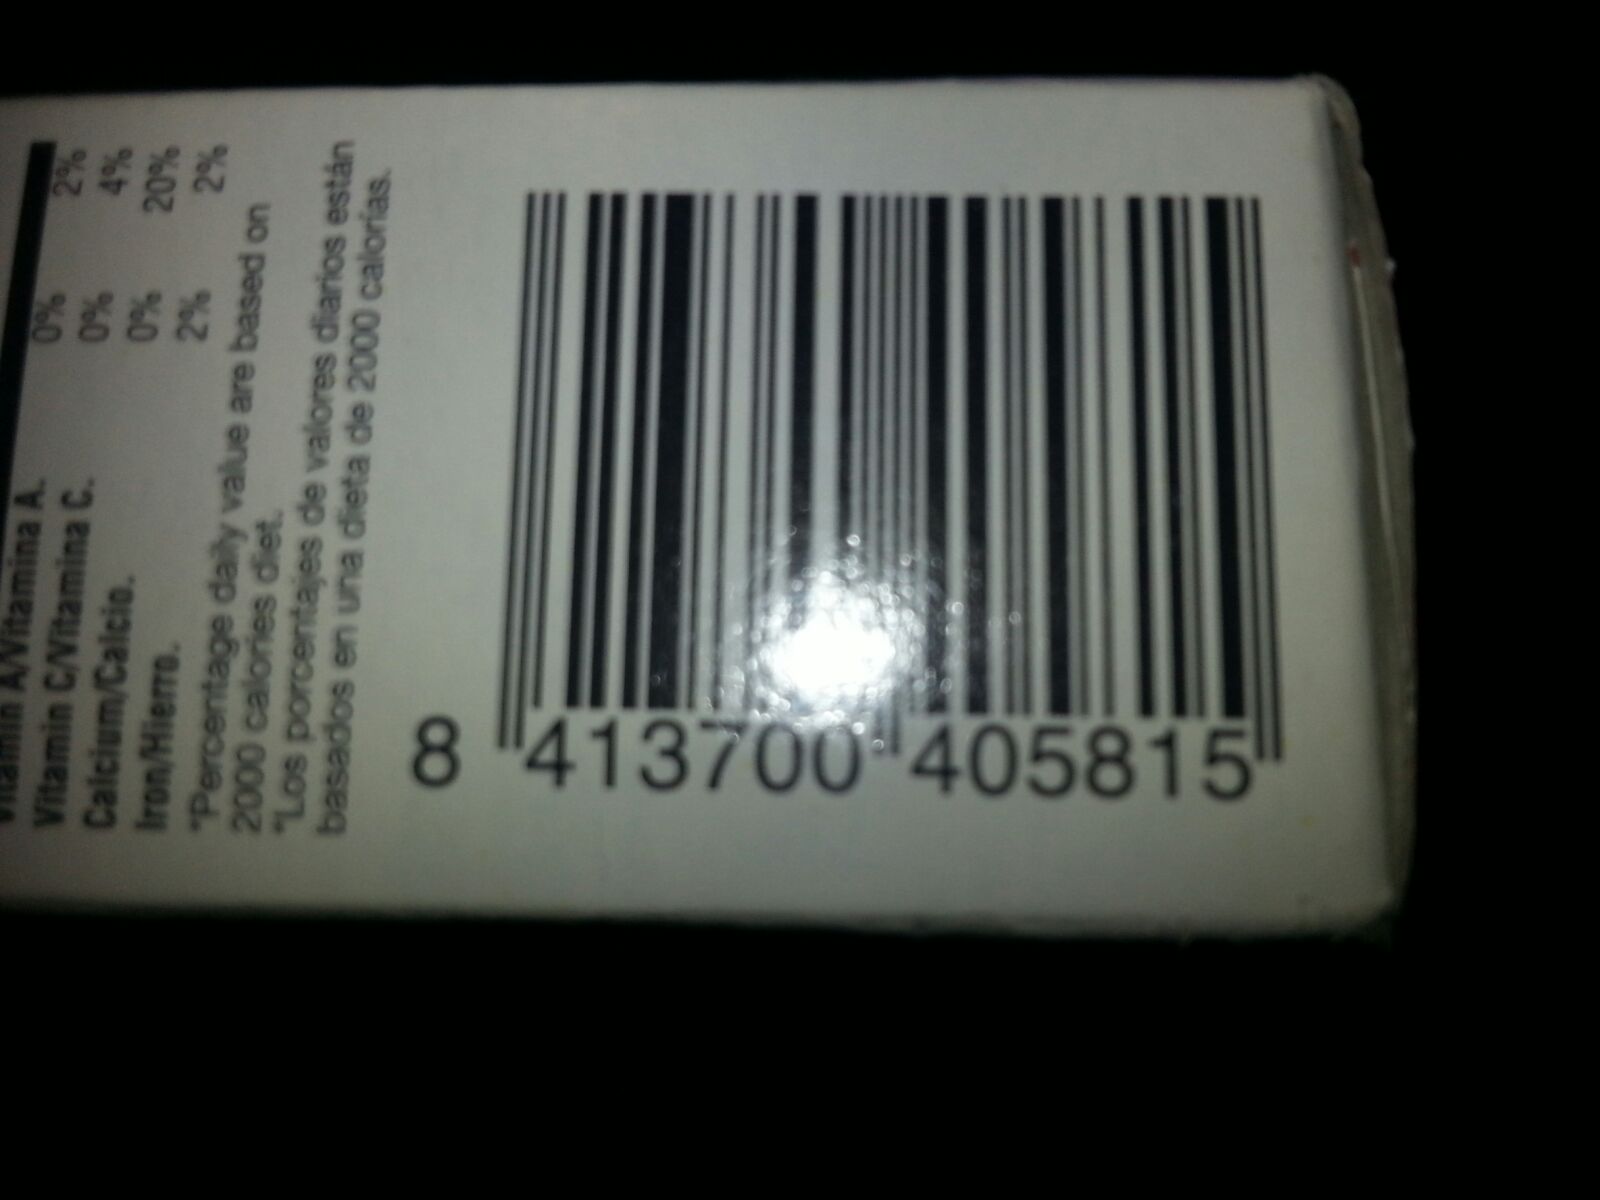 Vitamin A/Vitamina A. 0% 2%
Vitamin C/Vitamina C. 0% 4%
Calcium/Calcio. 0% 20%
Iron/Hierro. 2% 2%
*Percentage daily value are based on
2000 calories diet.
*Los porcentajes de valores diarios están
basados en una dieta de 2000 calorías.
8 413700 405815